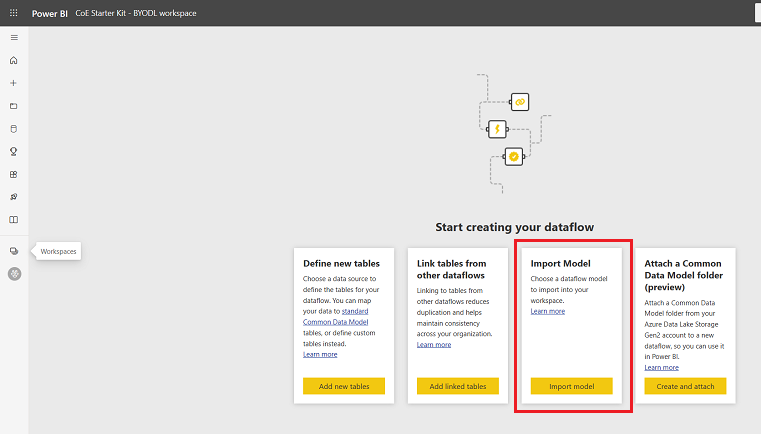 Power BI CoE Starter Kit - BYODL workspace
Workspaces
Start creating your dataflow
Define new tables
Choose a data source to
define the tables for your
dataflow. You can map
your data to standard
Common Data Model
tables, or define custom
tables instead.
Learn more
Add new tables
Link tables from
other dataflows
Linking to tables from
other dataflows reduces
duplication and helps
maintain consistency
across your organization.
Learn more
Add linked tables
Import Model
Choose a dataflow model
to import into your
workspace.
Learn more
Import model
Attach a Common
Data Model folder
(preview)
Attach a Common Data
Model folder from your
Azure Data Lake Storage
Gen2 account to a new
dataflow, so you can use it
in Power BI.
Learn more
Create and attach